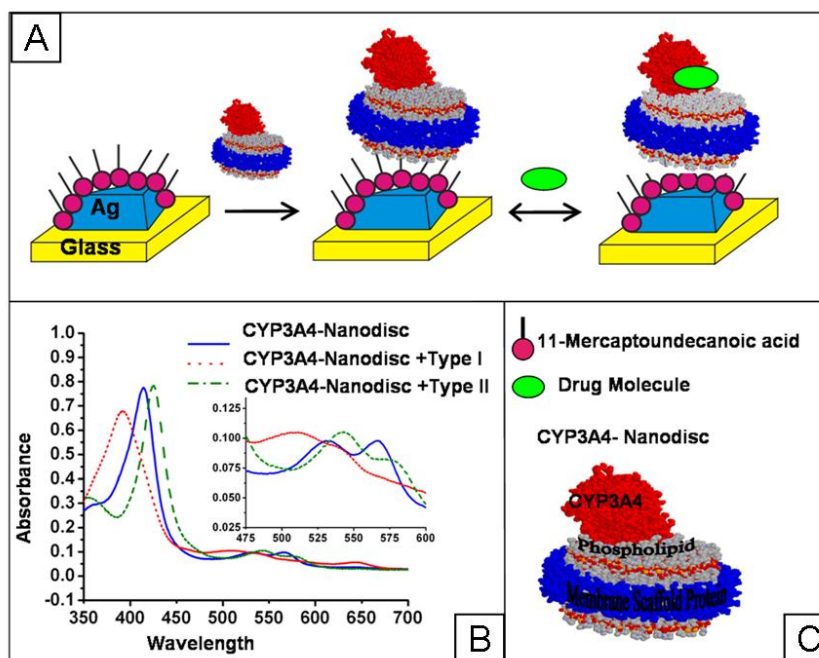 A
Ag
Glass
B
CYP3A4-Nanodisc
CYP3A4-Nanodisc +Type I
CYP3A4-Nanodisc +Type II
Absorbance
1.0
0.9
0.8
0.7
0.6
0.5
0.4
0.3
0.2
0.1
0.0
-0.1
350 400 450 500 550 600 650 700
Wavelength
0.125
0.100
0.075
0.050
0.025
475 500 525 550 575 600
C
11-Mercaptoundecanoic acid
Drug Molecule
CYP3A4- Nanodisc
CYP3A4
Phospholipid
Membrane Scaffold Protein